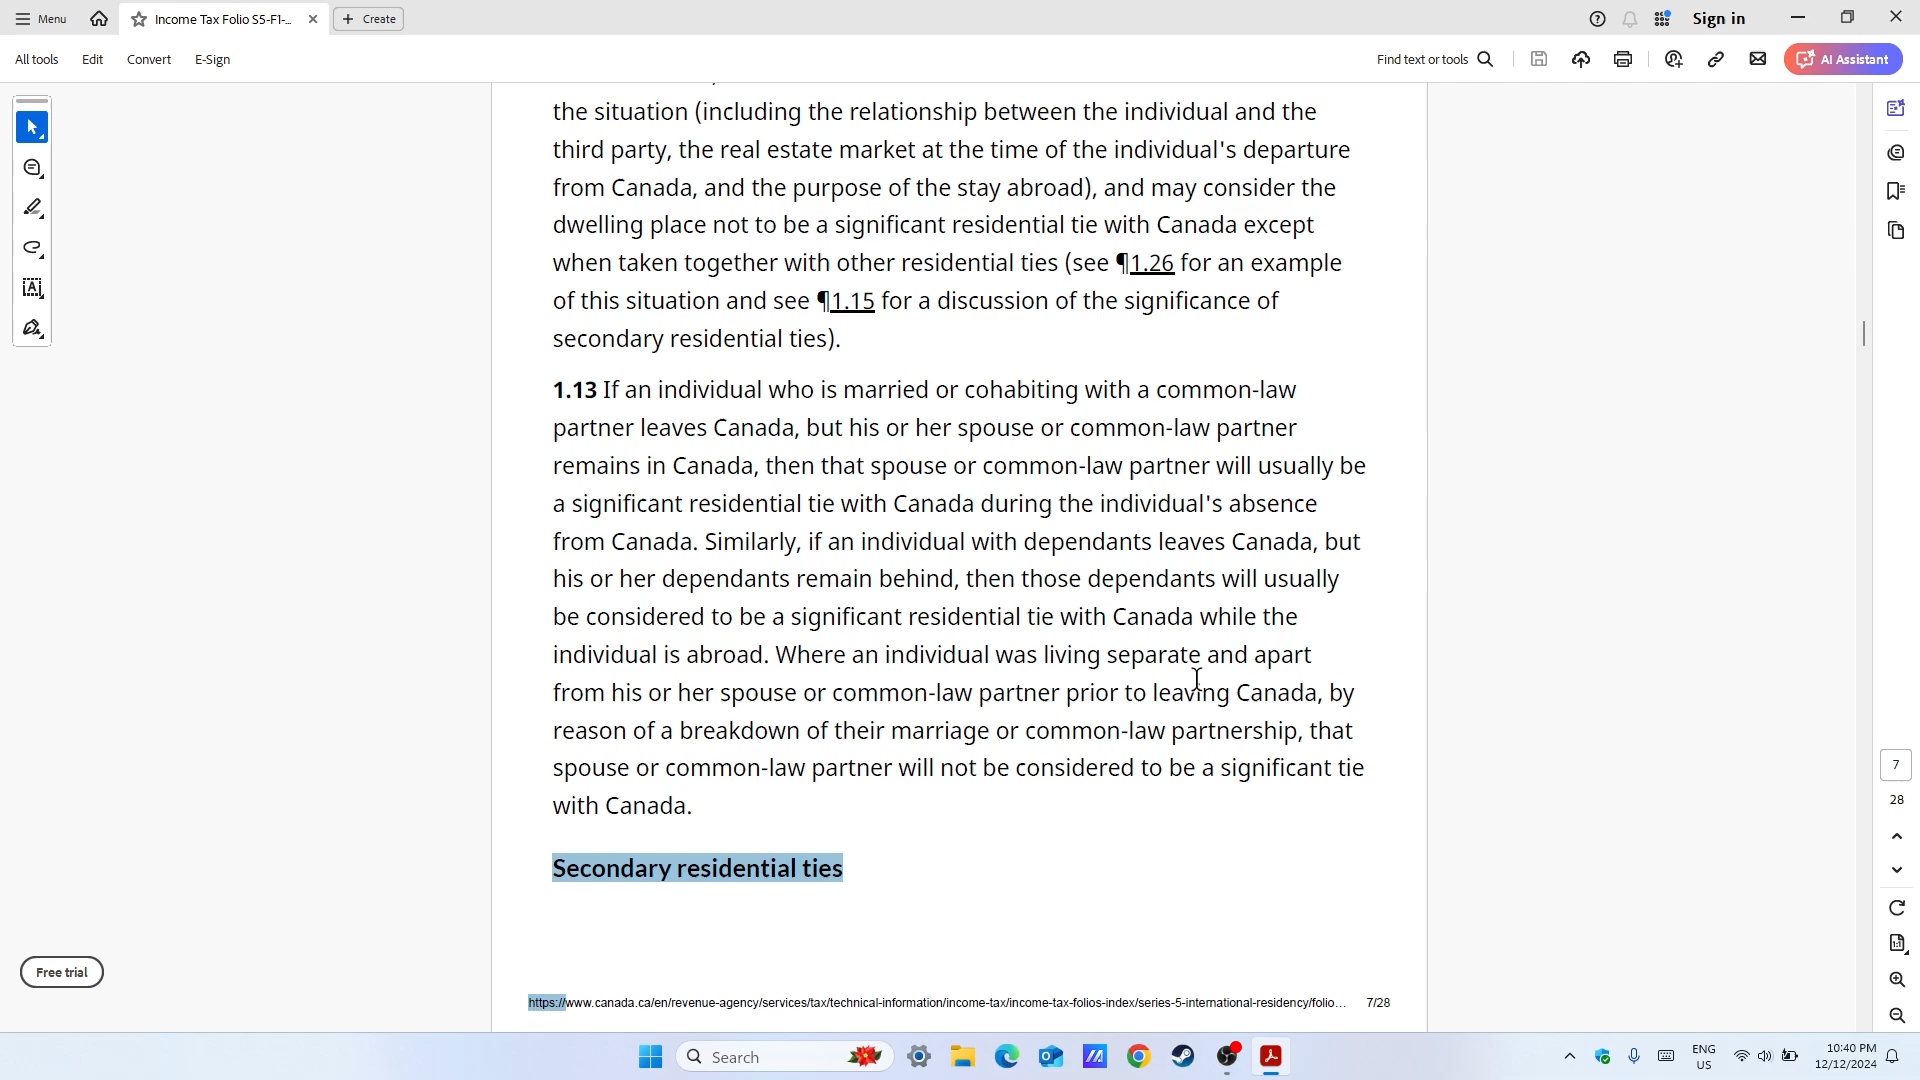 Menu
Income Tax Folio S5-F1-...
Create
Sign in
All tools
Edit
Convert
E-Sign
Find text or tools
AI Assistant
the situation (including the relationship between the individual and the
third party, the real estate market at the time of the individual's departure
from Canada, and the purpose of the stay abroad), and may consider the
dwelling place not to be a significant residential tie with Canada except
when taken together with other residential ties (see ¶1.26 for an example
of this situation and see ¶1.15 for a discussion of the significance of
secondary residential ties).
1.13 If an individual who is married or cohabiting with a common-law
partner leaves Canada, but his or her spouse or common-law partner
remains in Canada, then that spouse or common-law partner will usually be
a significant residential tie with Canada during the individual's absence
from Canada. Similarly, if an individual with dependants leaves Canada, but
his or her dependants remain behind, then those dependants will usually
be considered to be a significant residential tie with Canada while the
individual is abroad. Where an individual was living separate and apart
from his or her spouse or common-law partner prior to leaving Canada, by
reason of a breakdown of their marriage or common-law partnership, that
spouse or common-law partner will not be considered to be a significant tie
with Canada.
Secondary residential ties
https://www.canada.ca/en/revenue-agency/services/tax/technical-information/income-tax/income-tax-folios-index/series-5-international-residency/folio... 7/28
7
28
Free trial
Search
ENG
US
10:40 PM
12/12/2024